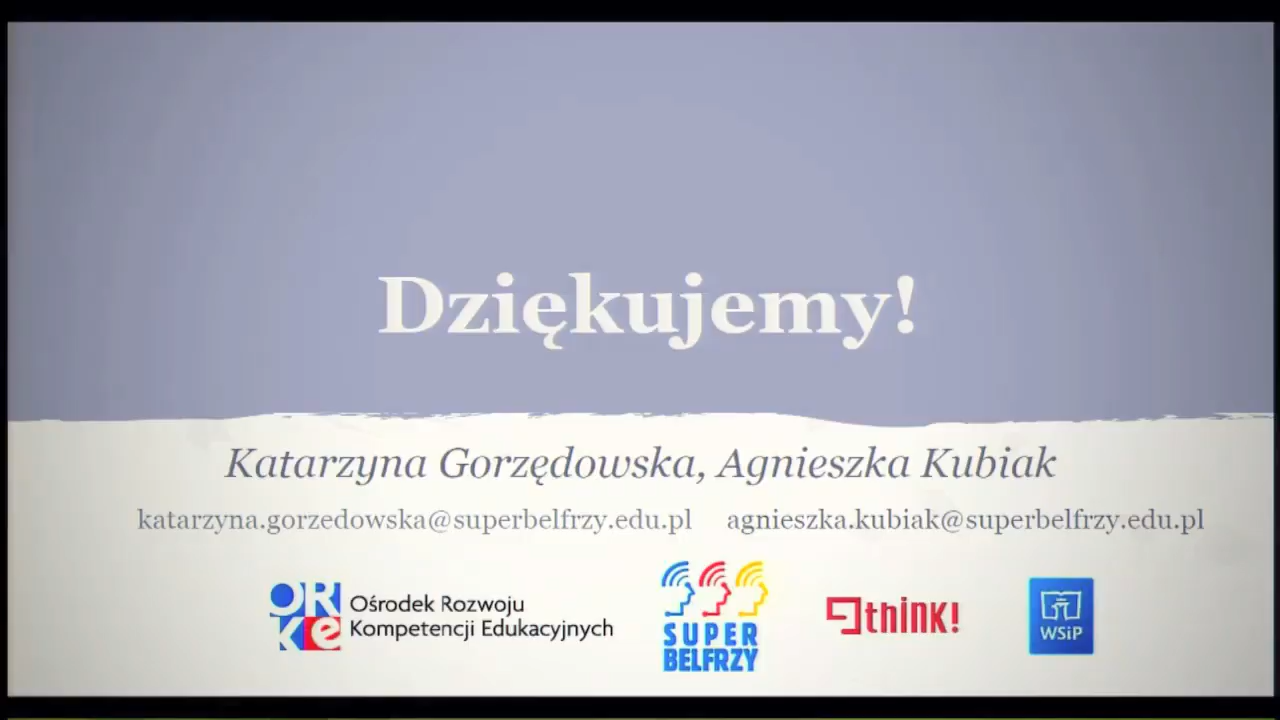 Dziękujemy!
Katarzyna Gorzędowska, Agnieszka Kubiak
katarzyna.gorzedowska@superbelfrzy.edu.pl agnieszka.kubiak@superbelfrzy.edu.pl
ORKe
Ośrodek Rozwoju
Kompetencji Edukacyjnych
SUPER
BELFRZY
thinK!
WSiP